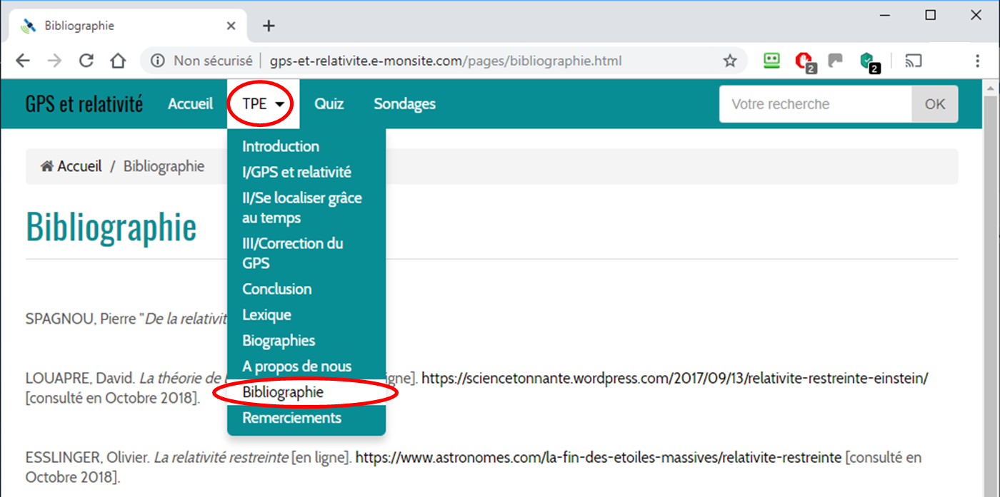 Bibliographie
Non sécurisé | gps-et-relativite.e-monsite.com/pages/bibliographie.html
2
2
GPS et relativité
Accueil
TPE
Quiz
Sondages
Votre recherche
OK
Introduction
I/GPS et relativité
II/Se localiser grâce
au temps
III/Correction du
GPS
Conclusion
Lexique
Biographies
A propos de nous
Bibliographie
Remerciements
Accueil / Bibliographie
Bibliographie
SPAGNOU, Pierre "De la
LOUAPRE, David. La théorie de https://sciencetonnante.wordpress.com/2017/09/13/relativite-restreinte-einstein/
[consulté en Octobre 2018].
ESSLINGER, Olivier. La relativité restreinte [en ligne]. https://www.astronomes.com/la-fin-des-etoiles-massives/relativite-restreinte [consulté en
Octobre 2018].